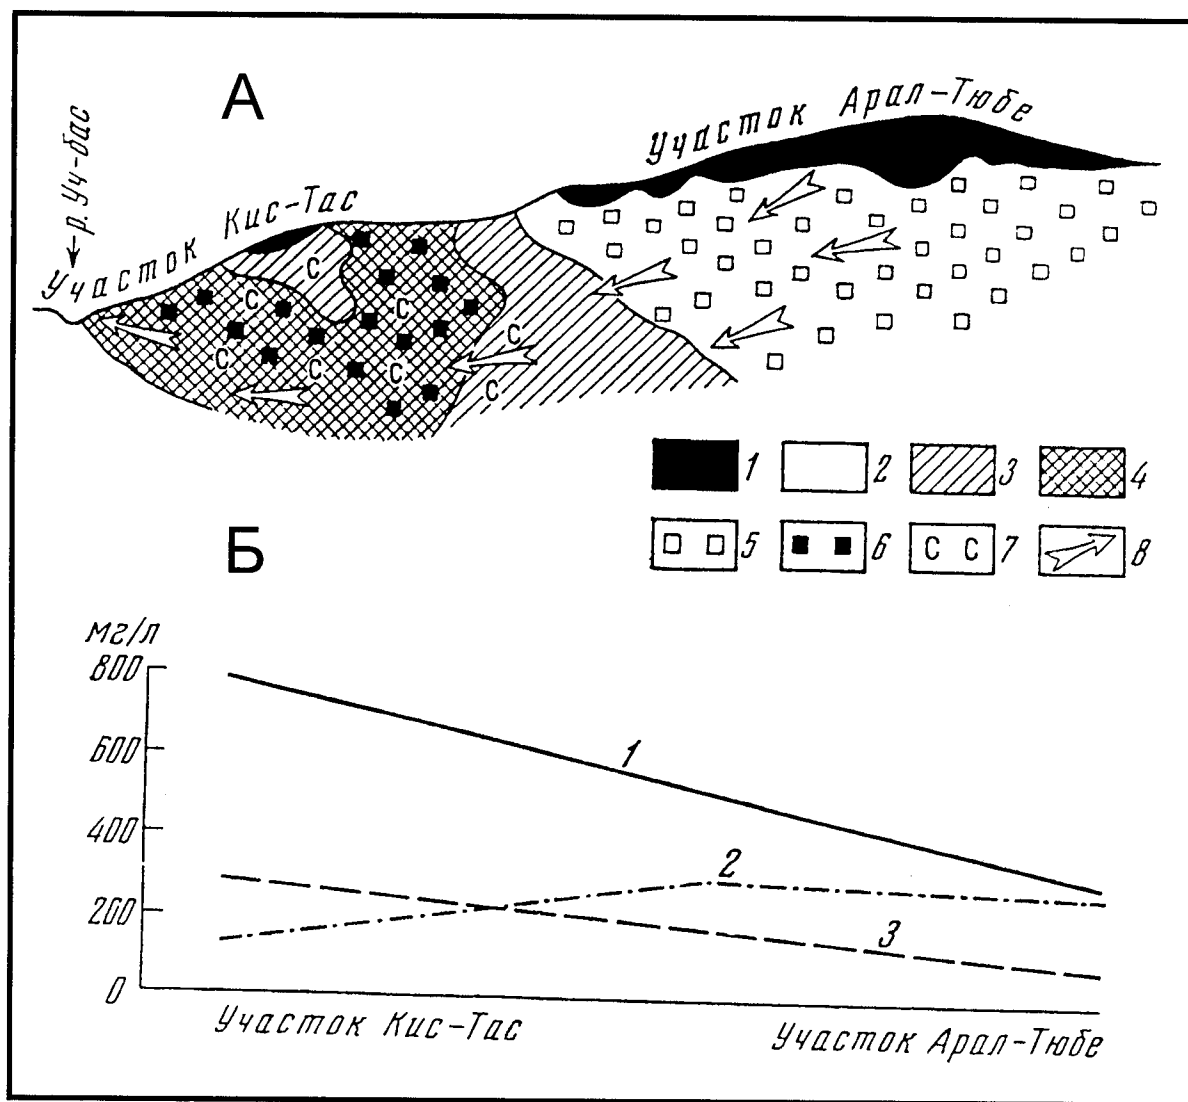 А
р. Уч-бас
Участок Кис-Тас
Участок Арал-Тюбе
С
С
С
С
С
С
С
С
1
2
3
4
5
6
С С 7
8
Б
мг/л
800
600
400
200
0
1
2
3
Участок Кис-Тас
Участок Арал-Тюбе